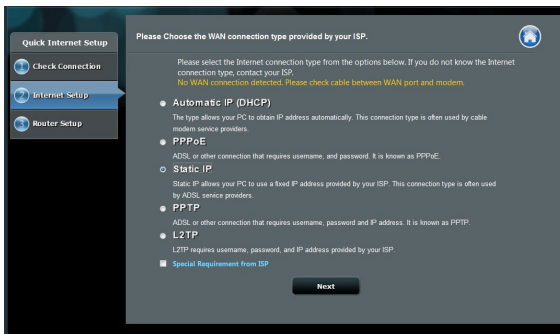 Please Choose the WAN connection type provided by your ISP.
Quick Internet Setup
1 Check Connection
2 Internet Setup
3 Router Setup
Please select the Internet connection type from the options below. If you do not know the Internet
connection type, contact your ISP.
No WAN connection detected. Please check cable between WAN port and modem.
Automatic IP (DHCP)
The type allows your PC to obtain IP address automatically. This connection type is often used by cable
modem service providers.
PPPoE
ADSL or other connection that requires username, and password. It is known as PPPoE.
Static IP
Static IP allows your PC to use a fixed IP address provided by your ISP. This connection type is often used
by ADSL service providers.
PPTP
ADSL or other connection that requires username, password and IP address. It is known as PPTP.
L2TP
L2TP requires username, password, and IP address provided by your ISP.
Special Requirement from ISP
Next